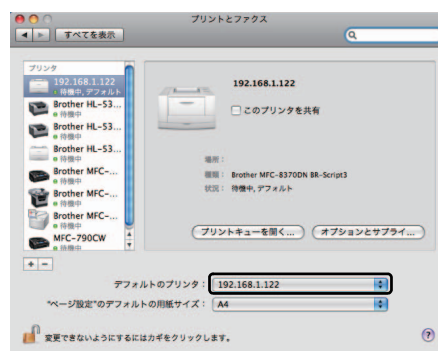 プリントとファクス
すべてを表示
プリンタ
192.168.1.122
待機中, デフォルト
Brother HL-53...
待機中
Brother HL-53...
待機中
Brother HL-53...
待機中
Brother MFC-...
待機中
Brother MFC-...
待機中
Brother MFC-...
待機中
MFC-790CW
待機中
192.168.1.122
このプリンタを共有
場所：
種類： Brother MFC-8370DN BR-Script3
状況： 待機中, デフォルト
プリントキューを開く...
オプションとサプライ...
+ -
デフォルトのプリンタ： 192.168.1.122
"ページ設定"のデフォルトの用紙サイズ： A4
変更できないようにするにはカギをクリックします。
?